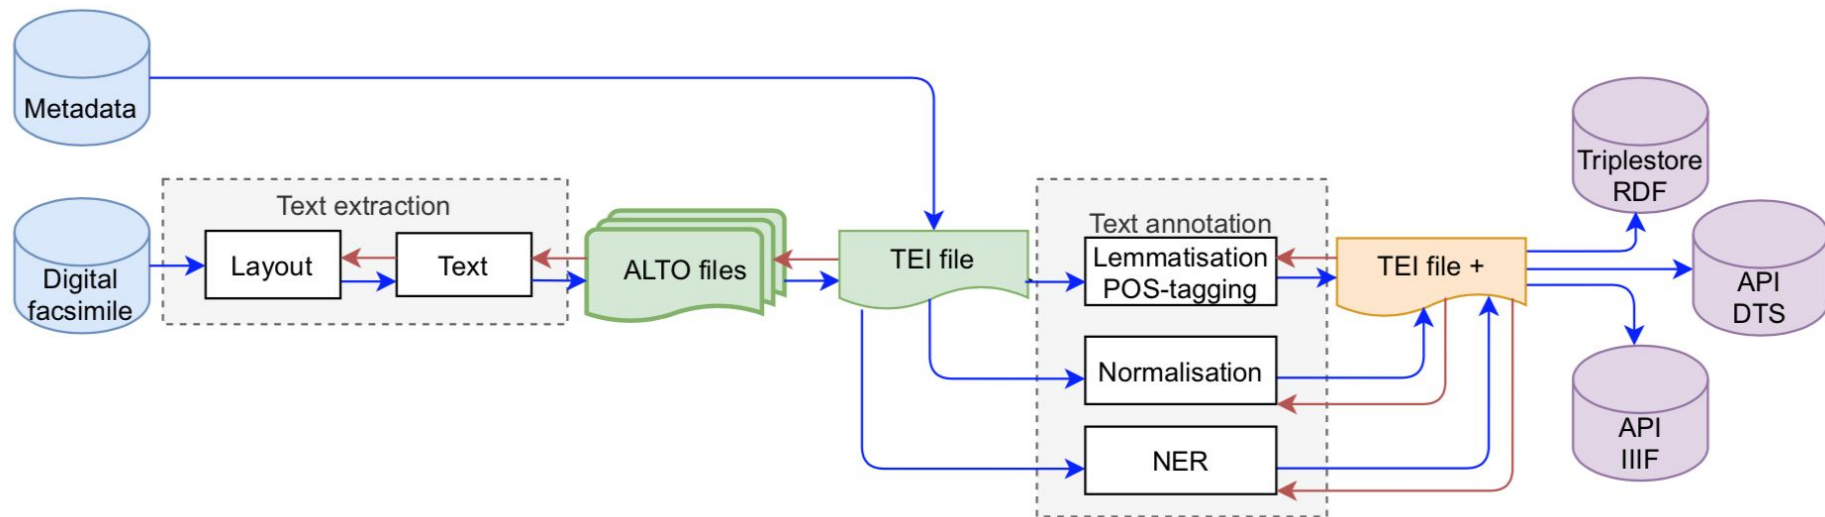 Metadata
Digital
facsimile
Text extraction
Layout
Text
ALTO files
TEI file
Text annotation
Lemmatisation
POS-tagging
Normalisation
NER
TEI file +
Triplestore
RDF
API
DTS
API
IIIF